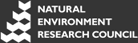 NATURAL
ENVIRONMENT
RESEARCH COUNCIL